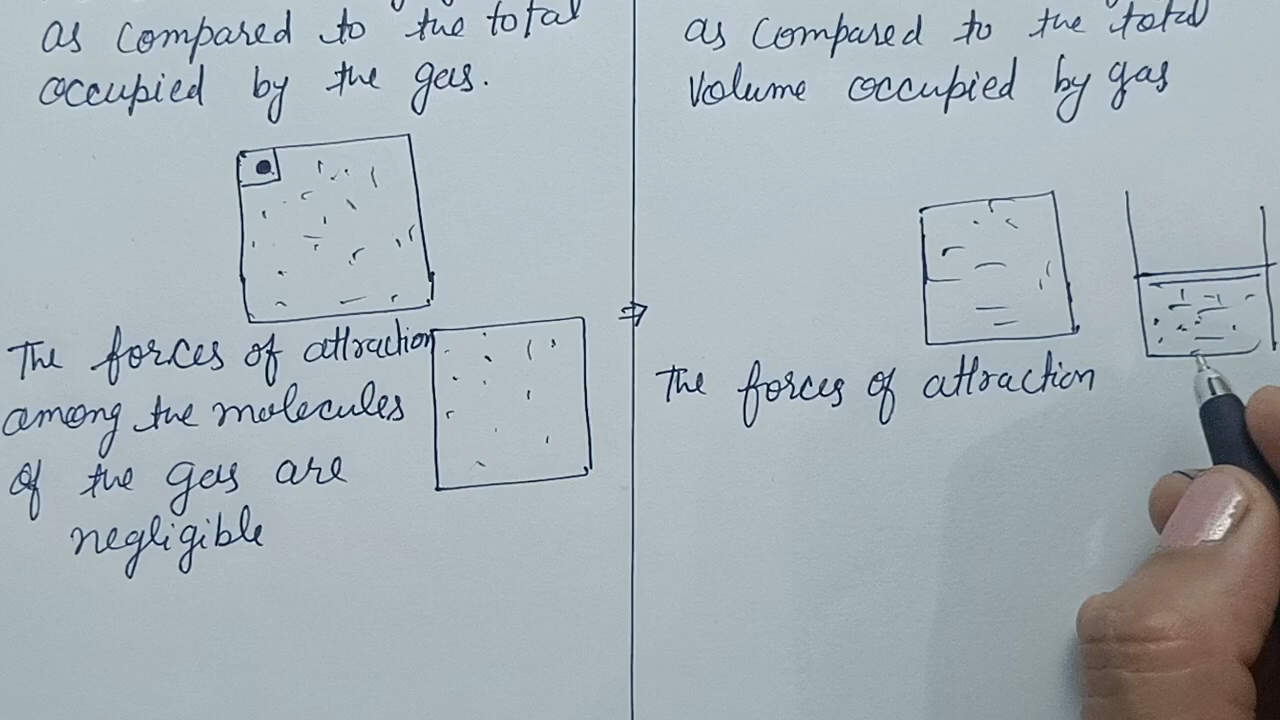 as compared to the total
occupied by the gas.
The forces of attraction
among the molecules
of the gas are
negligible
as compared to the total
volume occupied by gas
⇒
The forces of attraction